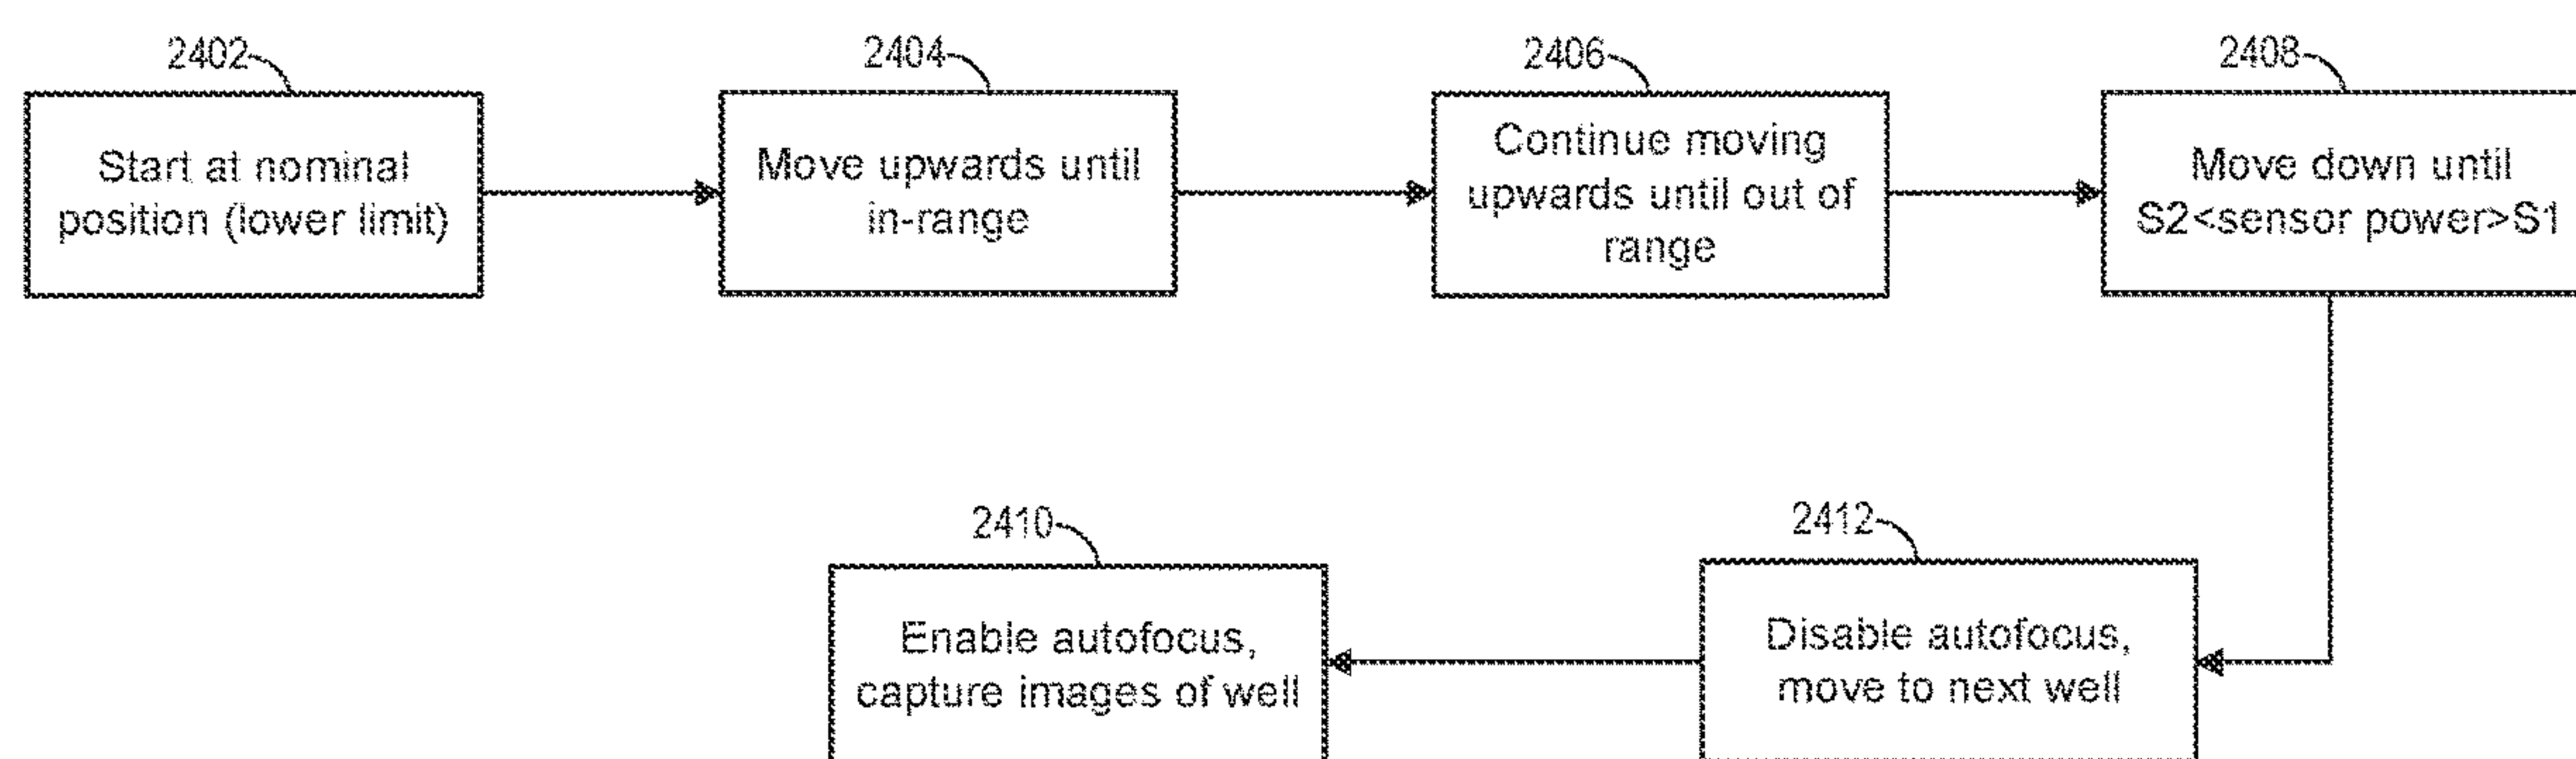 2402
Start at nominal
position (lower limit)
2404
Move upwards until
in-range
2406
Continue moving
upwards until out of
range
2408
Move down until
S2<sensor power>S1
2410
Enable autofocus,
capture images of well
2412
Disable autofocus,
move to next well